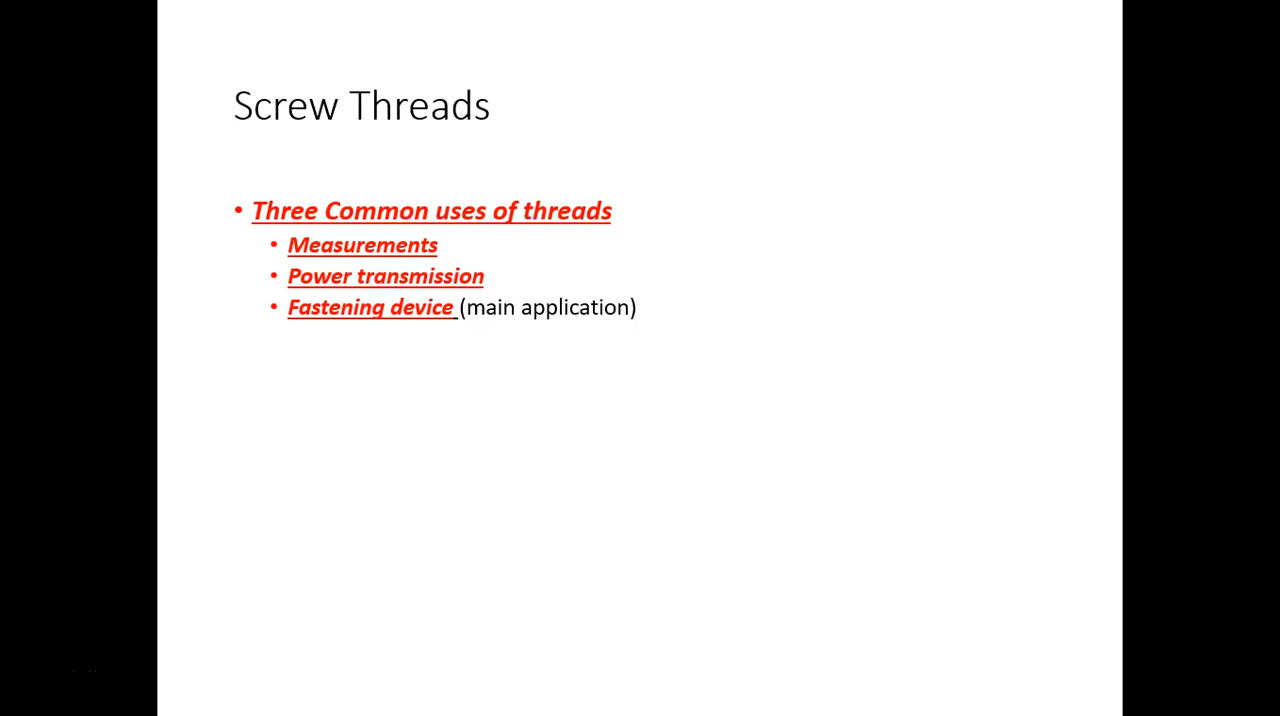 Screw Threads
• Three Common uses of threads
• Measurements
• Power transmission
• Fastening device (main application)